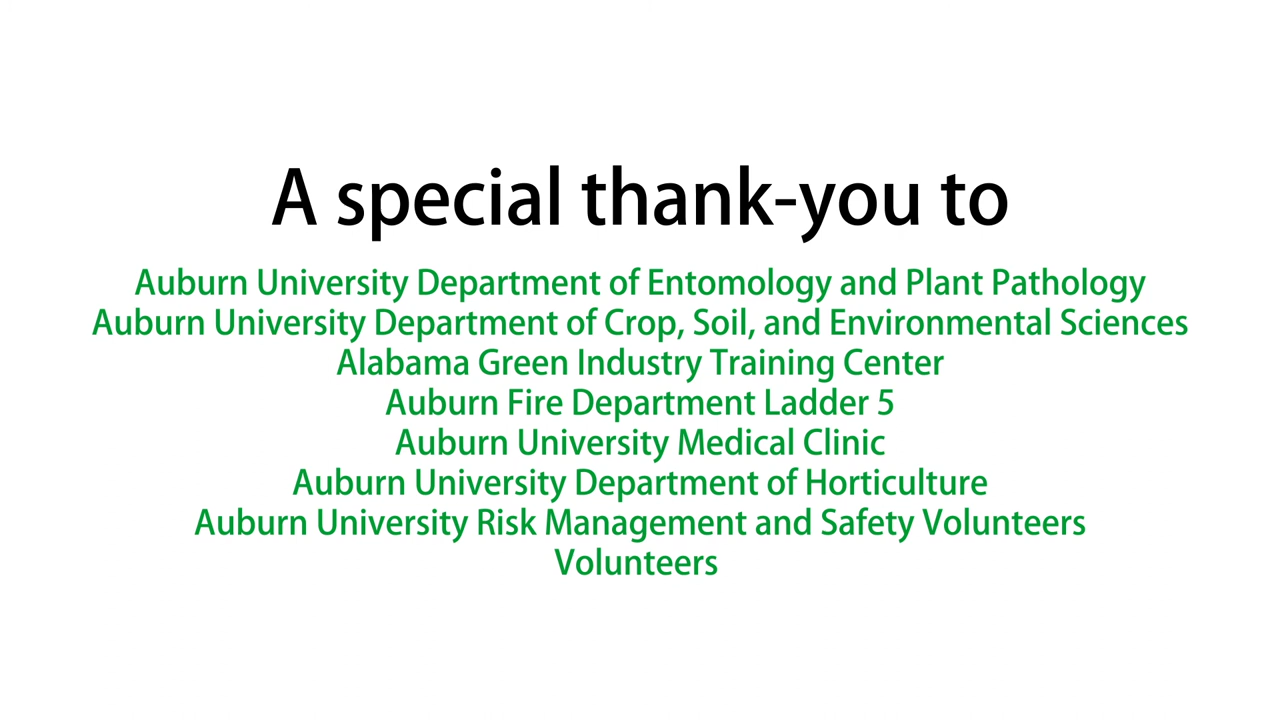 A special thank-you to
Auburn University Department of Entomology and Plant Pathology
Auburn University Department of Crop, Soil, and Environmental Sciences
Alabama Green Industry Training Center
Auburn Fire Department Ladder 5
Auburn University Medical Clinic
Auburn University Department of Horticulture
Auburn University Risk Management and Safety Volunteers
Volunteers